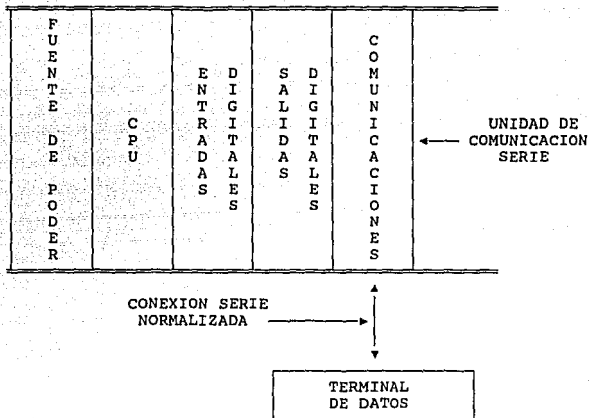 FUENTE DE PODER
CPU
ENTRADAS
DIGITALES
SALIDAS
DIGITALES
COMUNICACIONES
UNIDAD DE
COMUNICACION
SERIE
CONEXION SERIE
NORMALIZADA
TERMINAL
DE DATOS